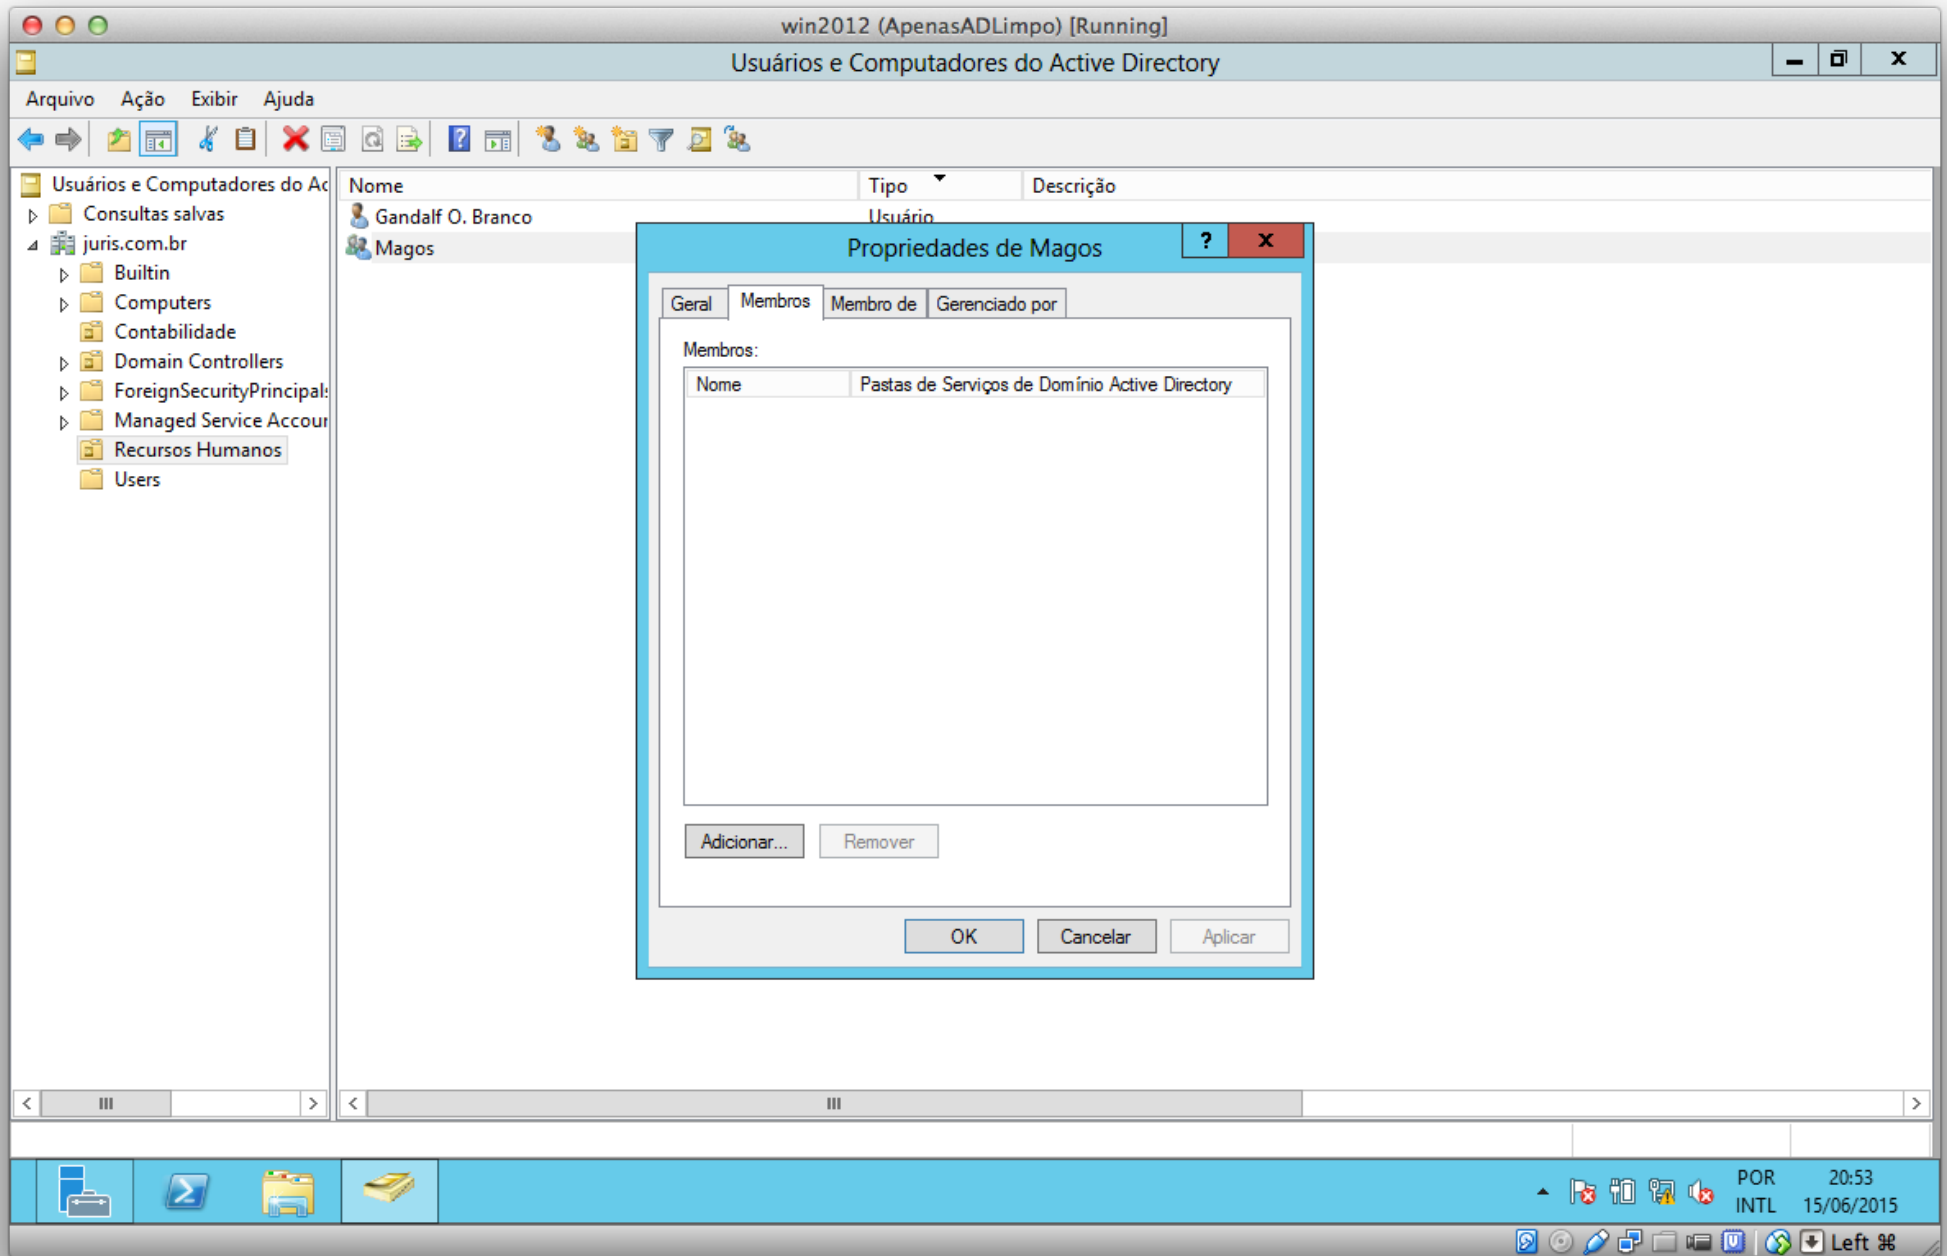 win2012 (ApenasADLimpo) [Running]
Usuários e Computadores do Active Directory
Arquivo Ação Exibir Ajuda
Usuários e Computadores do Ac
Consultas salvas
juris.com.br
Builtin
Computers
Contabilidade
Domain Controllers
ForeignSecurityPrincipals
Managed Service Accour
Recursos Humanos
Users
Nome Tipo Descrição
Gandalf O. Branco Usuário
Magos
Propriedades de Magos
? x
Geral Membros Membro de Gerenciado por
Membros:
Nome Pastas de Serviços de Domínio Active Directory
Adicionar... Remover
OK Cancelar Aplicar
POR 20:53
INTL 15/06/2015
Left ⌘